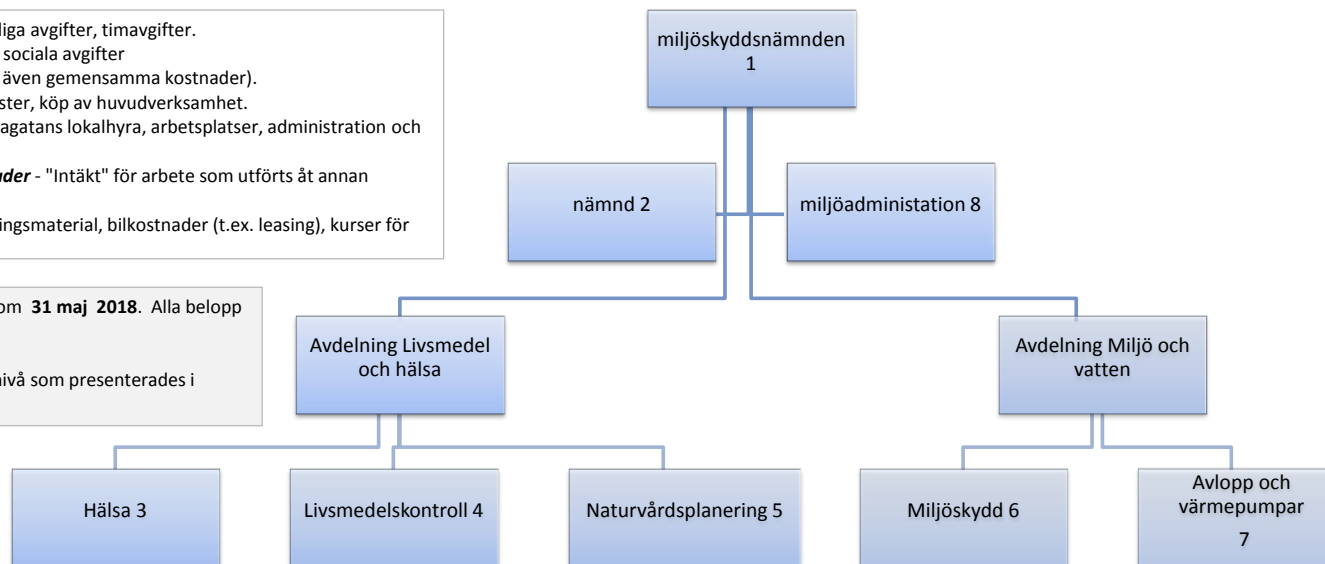 liga avgifter, timavgifter.
sociala avgifter
även gemensamma kostnader).
ster, köp av huvudverksamhet.
agatans lokalhyra, arbetsplatser, administration och
der - "Intäkt" för arbete som utförts åt annan
ingsmaterial, bilkostnader (t.ex. leasing), kurser för
om 31 maj 2018. Alla belopp
nivå som presenterades i
miljöskyddsnämnden
1
nämnd 2
miljöadministation 8
Avdelning Livsmedel
och hälsa
Avdelning Miljö och
vatten
Hälsa 3
Livsmedelskontroll 4
Naturvårdsplanering 5
Miljöskydd 6
Avlopp och
värmepumpar
7